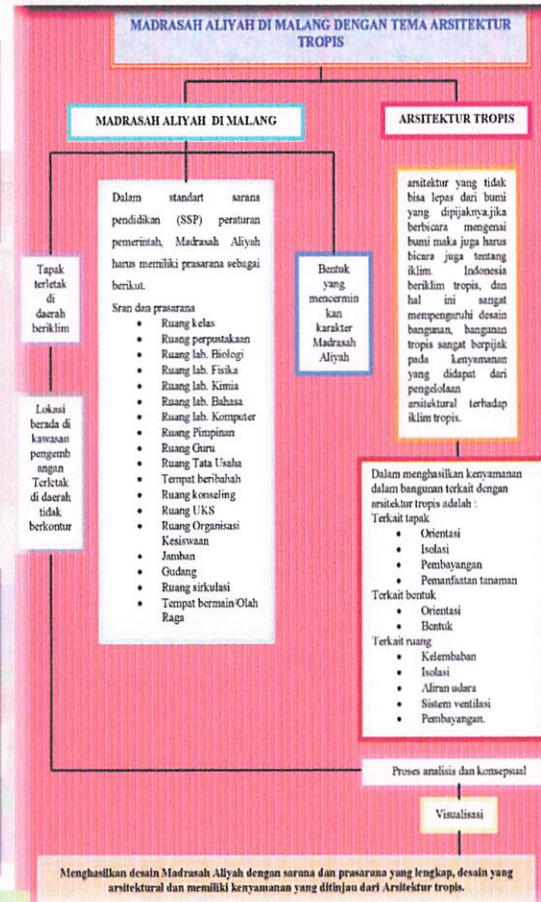 MADRASAH ALIYAH DI MALANG DENGAN TEMA ARSITEKTUR
TROPIS
MADRASAH ALIYAH DI MALANG
ARSITEKTUR TROPIS
Tapak
terletak
di
daerah
beriklim
Lokasi
berada di
kawasan
pengemb
angan
Terletak
di daerah
tidak
berkontur
Dalam standart sarana
pendidikan (SSP) peraturan
pemerintah, Madrasah Aliyah
harus memiliki prasarana sebagai
berikut.
Sran dan prasarana
• Ruang kelas
• Ruang perpustakaan
• Ruang lab. Biologi
• Ruang lab. Fisika
• Ruang lab. Kimia
• Ruang lab. Bahasa
• Ruang lab. Komputer
• Ruang Pimpinan
• Ruang Guru
• Ruang Tata Usaha
• Tempat beribahah
• Ruang konseling
• Ruang UKS
• Ruang Organisasi
Kesiswaan
• Jamban
• Gudang
• Ruang sirkulasi
• Tempat bermain/Olah
Raga
Bentuk
yang
mencermin
kan
karakter
Madrasah
Aliyah
arsitektur yang tidak
bisa lepas dari bumi
yang dipijaknya.jika
berbicara mengenai
bumi maka juga harus
bicara juga tentang
iklim. Indonesia
beriklim tropis, dan
hal ini sangat
mempengaruhi desain
bangunan, bangunan
tropis sangat berpijak
pada kenyamanan
yang didapat dari
pengelolaan
arsitektural terhadap
iklim tropis.
Dalam menghasilkan kenyamanan
dalam bangunan terkait dengan
arsitektur tropis adalah :
Terkait tapak
• Orientasi
• Isolasi
• Pembayangan
• Pemanfaatan tanaman
Terkait bentuk
• Orientasi
• Bentuk
Terkait ruang
• Kelembaban
• Isolasi
• Aliran udara
• Sistem ventilasi
• Pembayangan.
Proses analisis dan konsepsual
Visualisasi
Menghasilkan desain Madrasah Aliyah dengan sarana dan prasarana yang lengkap, desain yang
arsitektural dan memiliki kenyamanan yang ditinjau dari Arsitektur tropis.